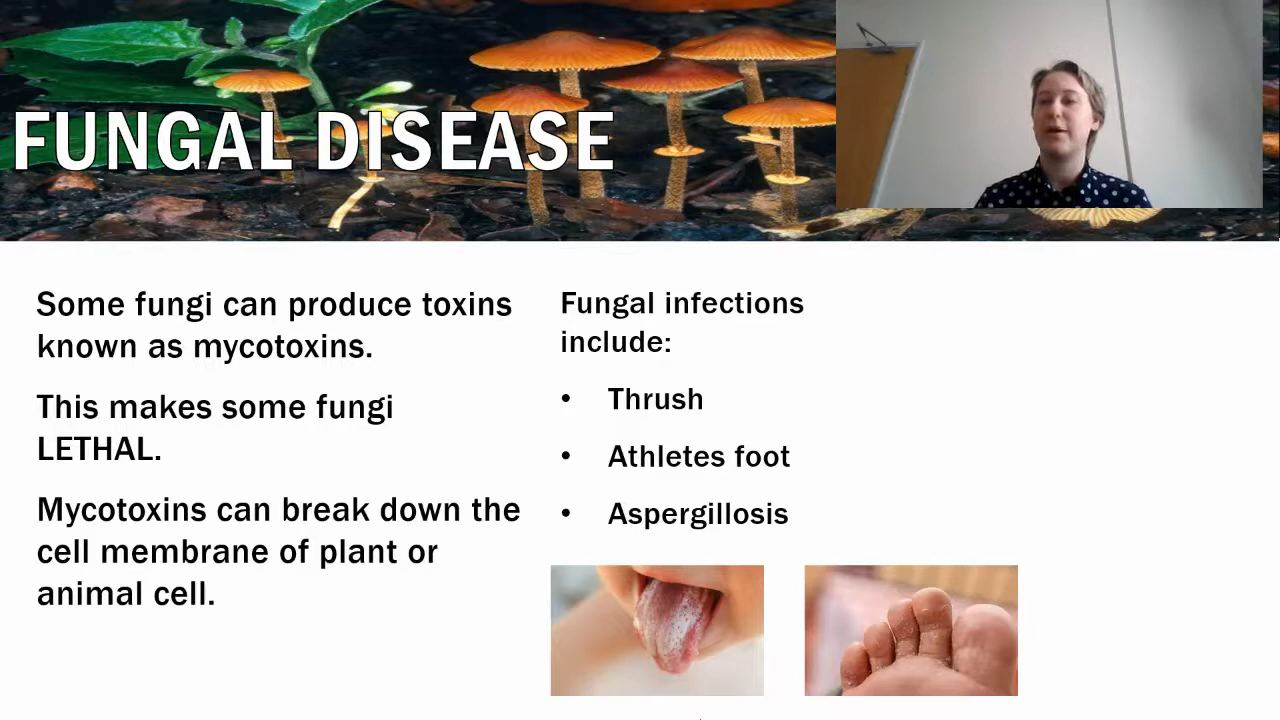 FUNGAL DISEASE
Some fungi can produce toxins
known as mycotoxins.
This makes some fungi
LETHAL.
Mycotoxins can break down the
cell membrane of plant or
animal cell.
Fungal infections
include:
• Thrush
• Athletes foot
• Aspergillosis